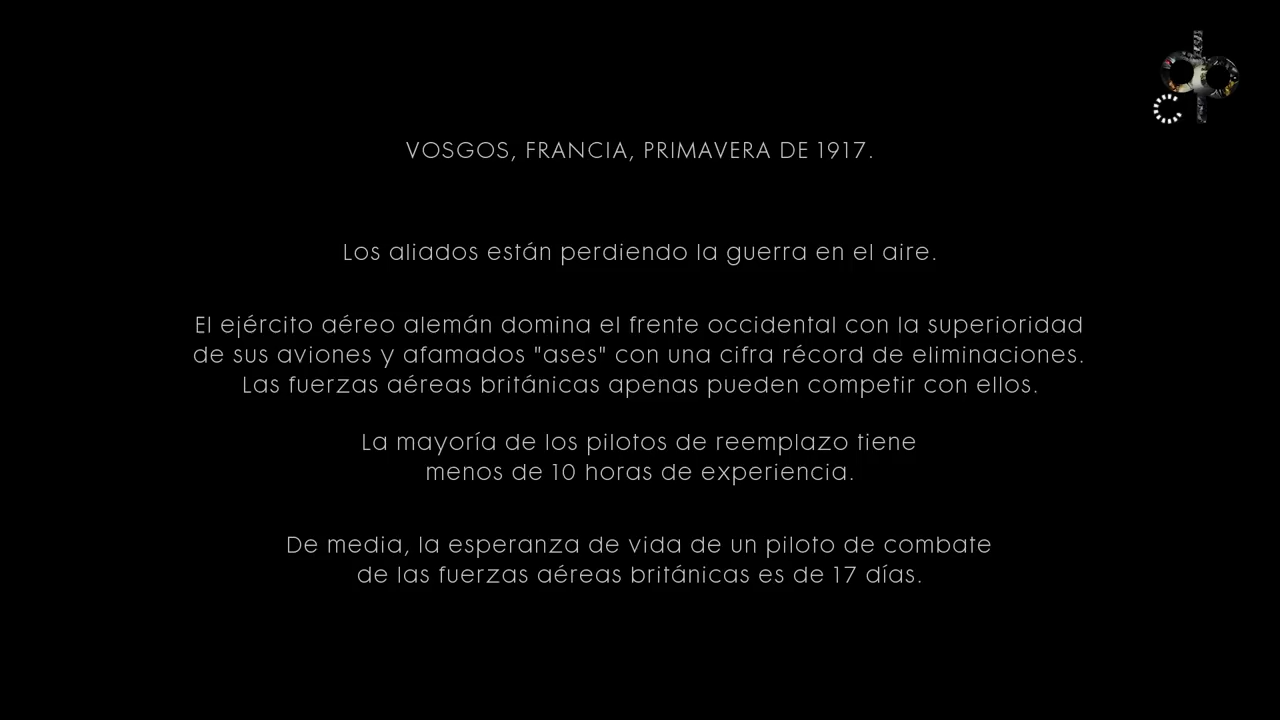 VOSGOS, FRANCIA, PRIMAVERA DE 1917.
Los aliados están perdiendo la guerra en el aire.
El ejército aéreo alemán domina el frente occidental con la superioridad
de sus aviones y afamados "ases" con una cifra récord de eliminaciones.
Las fuerzas aéreas británicas apenas pueden competir con ellos.
La mayoría de los pilotos de reemplazo tiene
menos de 10 horas de experiencia.
De media, la esperanza de vida de un piloto de combate
de las fuerzas aéreas británicas es de 17 días.